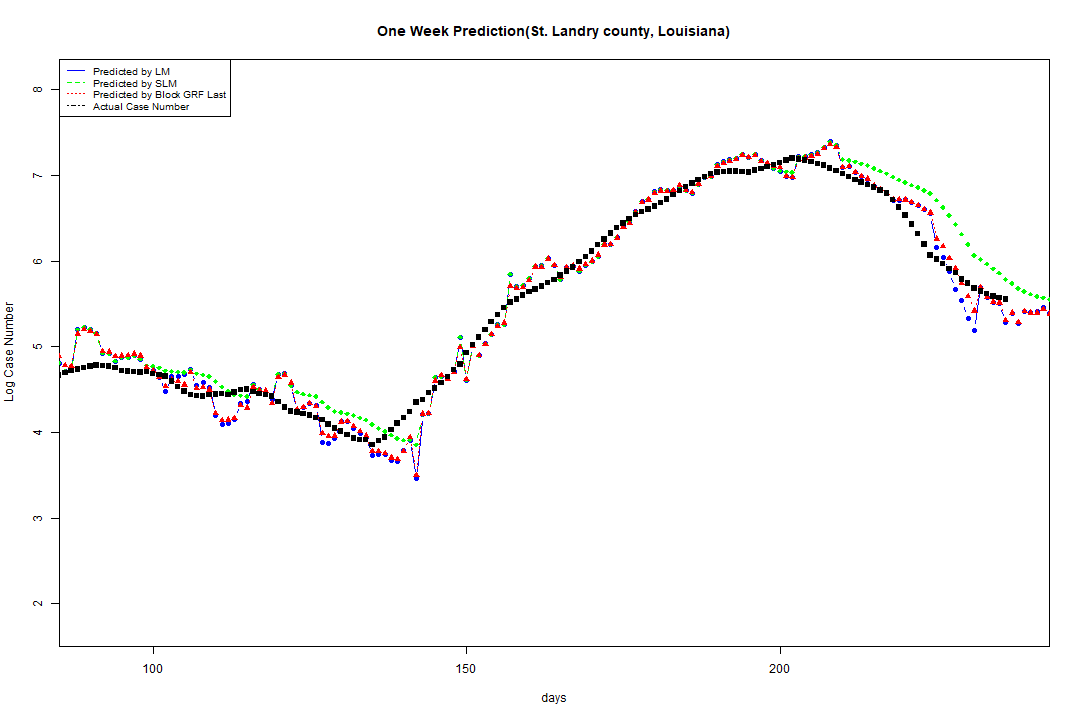 One Week Prediction(St. Landry county, Louisiana)
Predicted by LM
Predicted by SLM
Predicted by Block GRF Last
Actual Case Number
8
7
6
5
4
3
2
Log Case Number
100 150 200
days